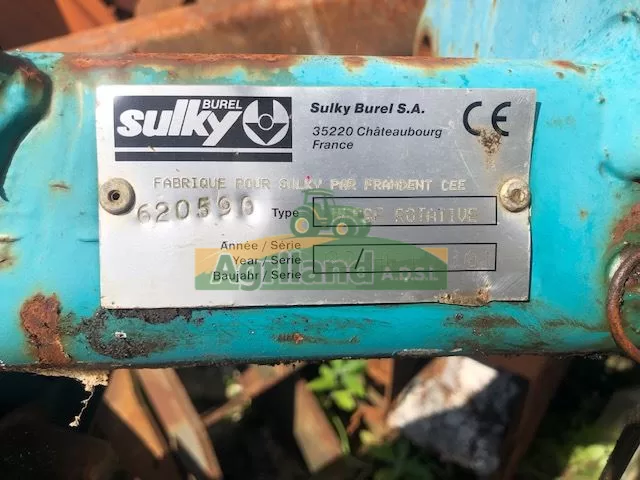 BUREL
sulky
Sulky Burel S.A.
35220 Châteaubourg
France
CE
FABRIQUE POUR SULKY PAR FRANDENT CEE
620590 Type ROTATIVE
Année / Série
Year / Serie
Baujahr / Serie
/
Agriland